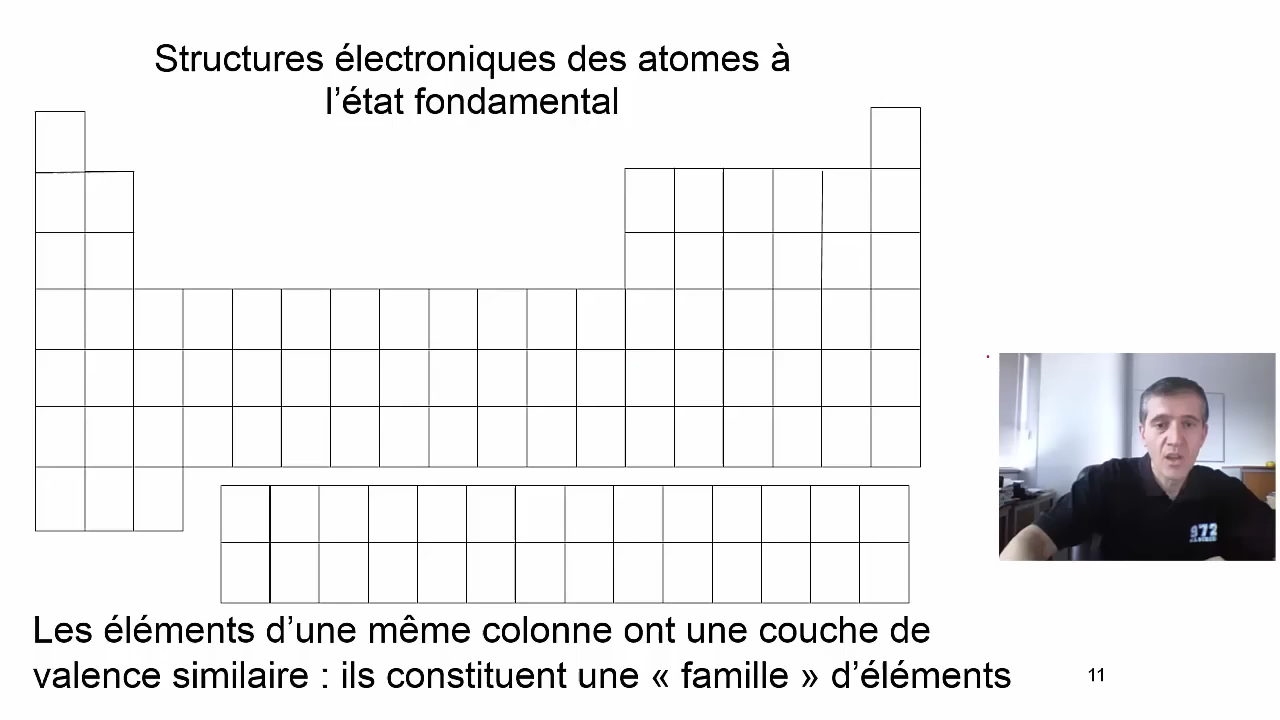 Structures électroniques des atomes à
l’état fondamental
972
Les éléments d’une même colonne ont une couche de
valence similaire : ils constituent une « famille » d’éléments
11